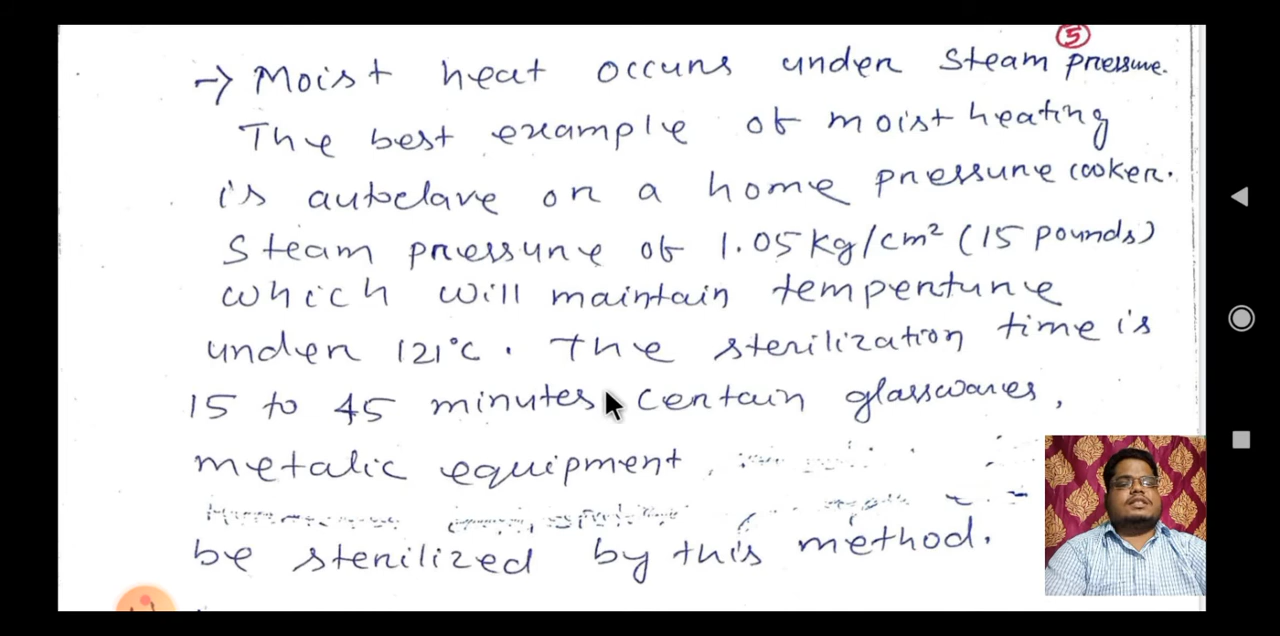 5
→ Moist heat occurs under steam pressure.
The best example of moist heating
is autoclave or a home pressure cooker.
Steam pressure of 1.05 kg/cm² (15 pounds)
which will maintain temperture
under 121°C. The sterilization time is
15 to 45 minutes. Certain glasswares,
metalic equipment,
be sterilized by this method.